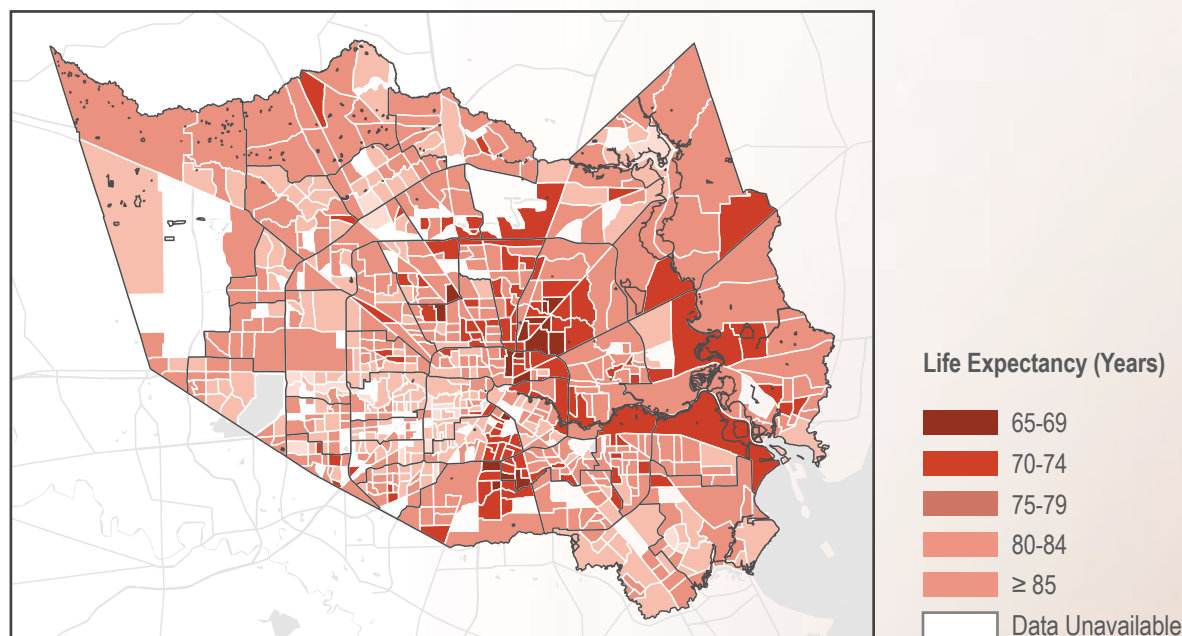 Life Expectancy (Years)
65-69
70-74
75-79
80-84
≥ 85
Data Unavailable